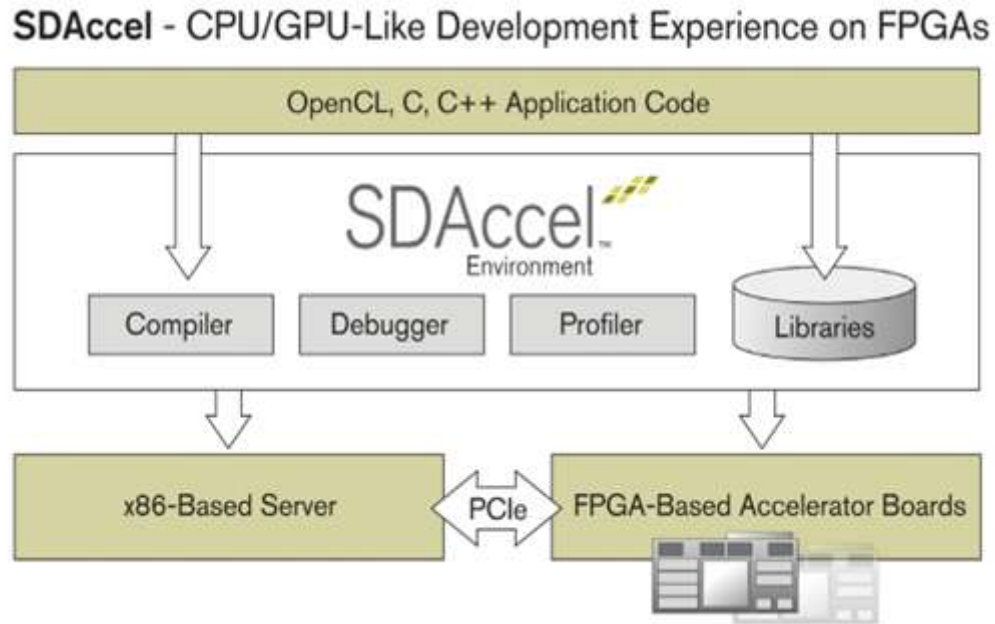 SDAccel - CPU/GPU-Like Development Experience on FPGAs
OpenCL, C, C++ Application Code
SDAccel™
Environment
Compiler
Debugger
Profiler
Libraries
x86-Based Server
PCIe
FPGA-Based Accelerator Boards